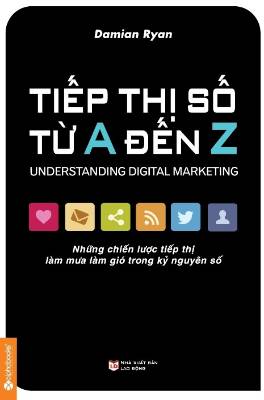 Damian Ryan
TIẾP THỊ SỐ
TỪ A ĐẾN Z
UNDERSTANDING DIGITAL MARKETING
Những chiến lược tiếp thị
làm mưa làm gió trong kỷ nguyên số
alphabooks
NHÀ XUẤT BẢN
LAO ĐỘNG